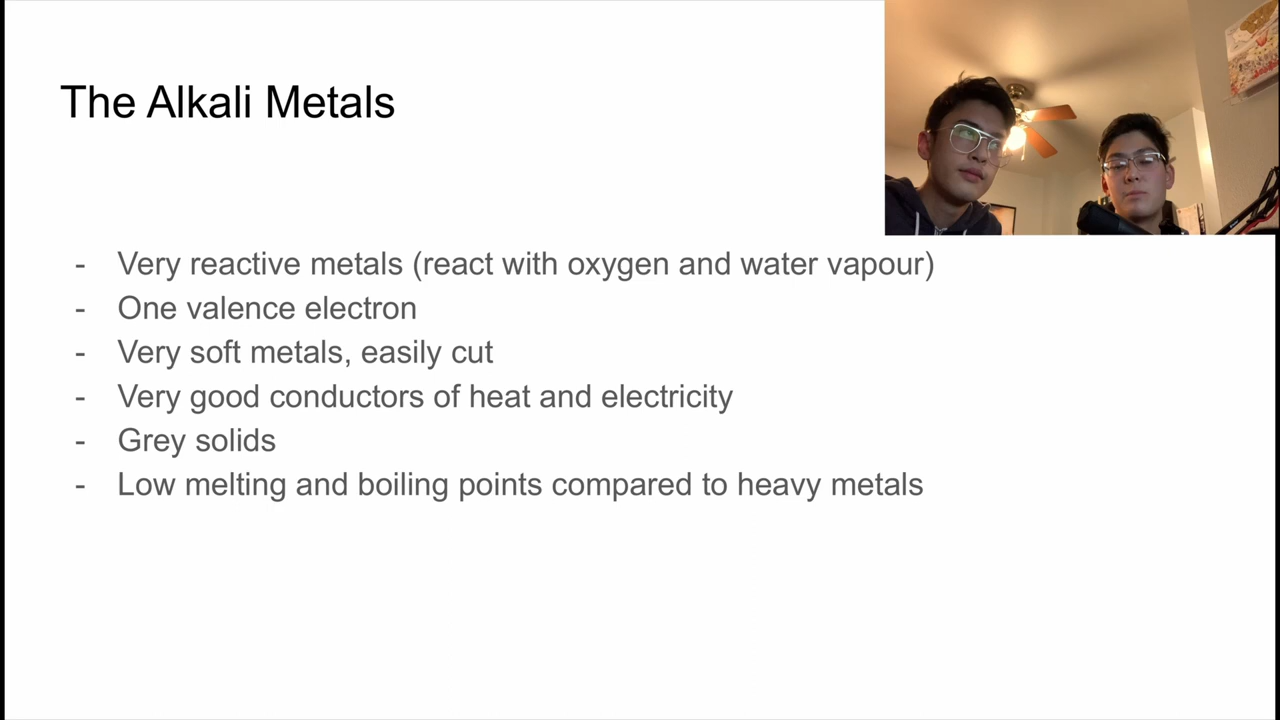 The Alkali Metals
- Very reactive metals (react with oxygen and water vapour)
- One valence electron
- Very soft metals, easily cut
- Very good conductors of heat and electricity
- Grey solids
- Low melting and boiling points compared to heavy metals